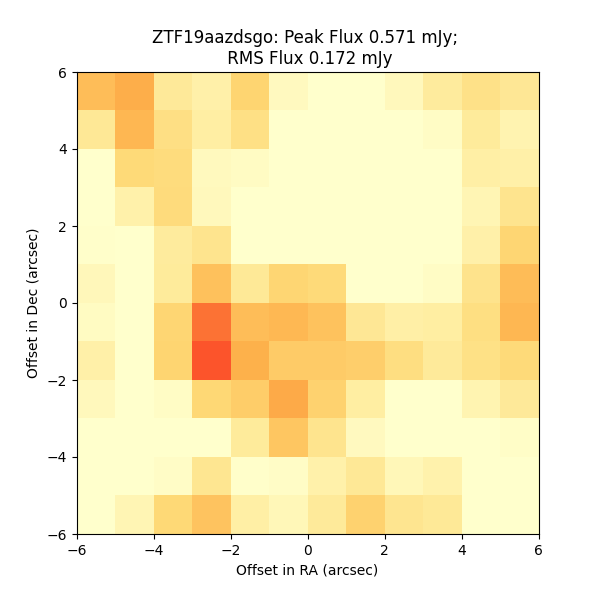 ZTF19aazdsgo: Peak Flux 0.571 mJy;
RMS Flux 0.172 mJy
6
4
2
0
−2
−4
−6
Offset in Dec (arcsec)
−6 −4 −2 0 2 4 6
Offset in RA (arcsec)